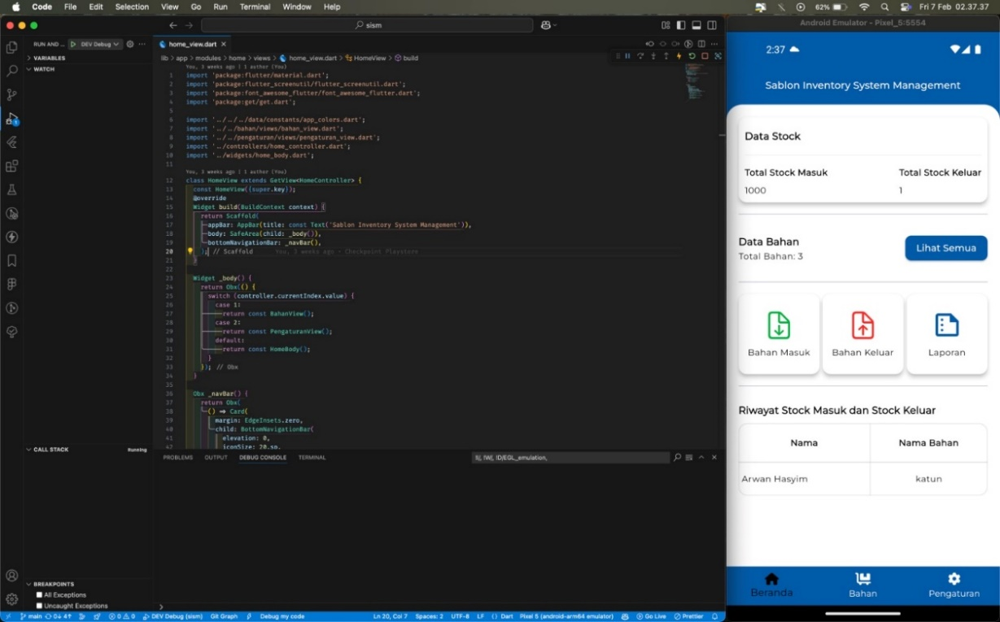 Code File Edit Selection View Go Run Terminal Window Help
62% Fri 7 Feb 02.37.37
sism
RUN AND ... DEV Debug
VARIABLES
WATCH
CALL STACK Running
BREAKPOINTS
All Exceptions
Uncaught Exceptions
home_view.dart
lib > app > modules > home > views > home_view.dart > HomeView > build
You, 3 weeks ago | 1 author (You)
1 import 'package:flutter/material.dart';
2 import 'package:flutter_screenutil/flutter_screenutil.dart';
3 import 'package:font_awesome_flutter/font_awesome_flutter.dart';
4 import 'package:get/get.dart';
5
6 import '../../../data/constants/app_colors.dart';
7 import '../../bahan/views/bahan_view.dart';
8 import '../../pengaturan/views/pengaturan_view.dart';
9 import '../controllers/home_controller.dart';
10 import '../widgets/home_body.dart';
11
You, 3 weeks ago | 1 author (You)
12 class HomeView extends GetView<HomeController> {
13 const HomeView({super.key});
14 @override
15 Widget build(BuildContext context) {
16 return Scaffold(
17 appBar: AppBar(title: const Text('Sablon Inventory System Management')),
18 body: SafeArea(child: _body()),
19 bottomNavigationBar: _navBar(),
20 ); // Scaffold You, 3 weeks ago • Checkpoint Playstore
21 }
22
23 Widget _body() {
24 return Obx(() {
25 switch (controller.currentIndex.value) {
26 case 1:
27 return const BahanView();
28 case 2:
29 return const PengaturanView();
30 default:
31 return const HomeBody();
32 }
33 }); // Obx
34 }
35
36 Obx _navBar() {
37 return Obx(
38 () => Card(
39 margin: EdgeInsets.zero,
40 child: BottomNavigationBar(
41 elevation: 0,
42 iconSize: 20.sp,
PROBLEMS OUTPUT DEBUG CONSOLE TERMINAL
main 0↓ 4↑ 0 0 DEV Debug (sism) Git Graph Debug my code Ln 20, Col 7 Spaces: 2 UTF-8 LF {} Dart Pixel 5 (android-arm64 emulator) Go Live Prettier
Android Emulator - Pixel_5:5554
2:37
Sablon Inventory System Management
Data Stock
Total Stock Masuk Total Stock Keluar
1000 1
Data Bahan
Total Bahan: 3
Lihat Semua
Bahan Masuk Bahan Keluar Laporan
Riwayat Stock Masuk dan Stock Keluar
Nama Nama Bahan
Arwan Hasyim katun
Beranda Bahan Pengaturan